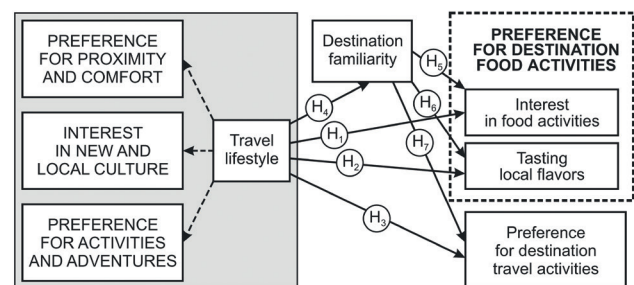 PREFERENCE
FOR PROXIMITY
AND COMFORT
INTEREST
IN NEW AND
LOCAL CULTURE
PREFERENCE
FOR ACTIVITIES
AND ADVENTURES
Travel
lifestyle
Destination
familiarity
H4
H1
H2
H3
H5
H6
H7
PREFERENCE
FOR DESTINATION
FOOD ACTIVITIES
Interest
in food activities
Tasting
local flavors
Preference
for destination
travel activities